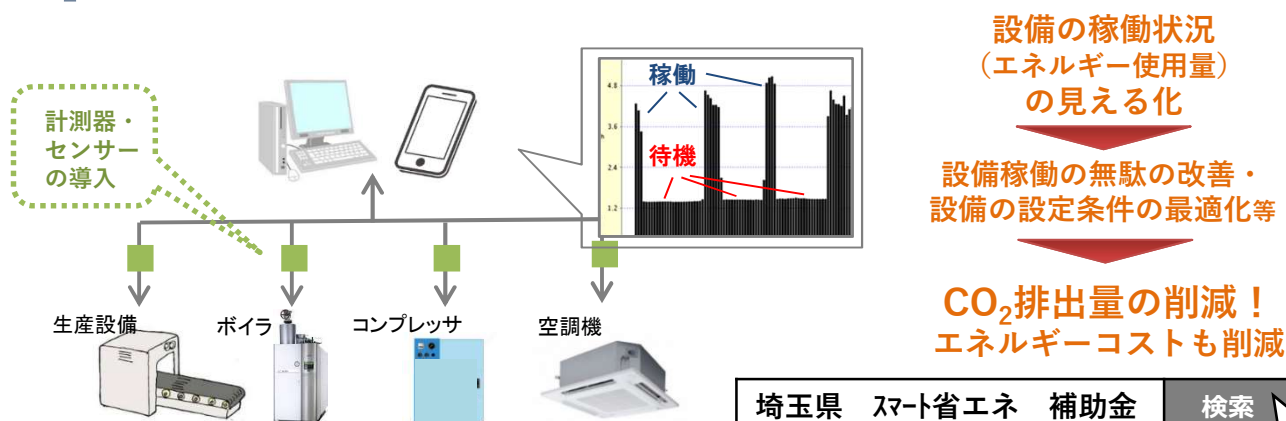 計測器・
センサー
の導入
4.8
3.6
2.4
1.2
稼働
待機
生産設備
ボイラ
コンプレッサ
空調機
設備の稼働状況
（エネルギー使用量）
の見える化
設備稼働の無駄の改善・
設備の設定条件の最適化等
CO₂排出量の削減！
エネルギーコストも削減
埼玉県　スマート省エネ　補助金
検索